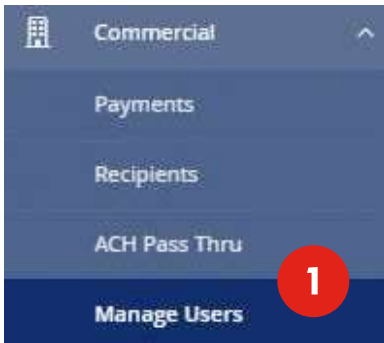 Commercial
Payments
Recipients
ACH Pass Thru
1
Manage Users